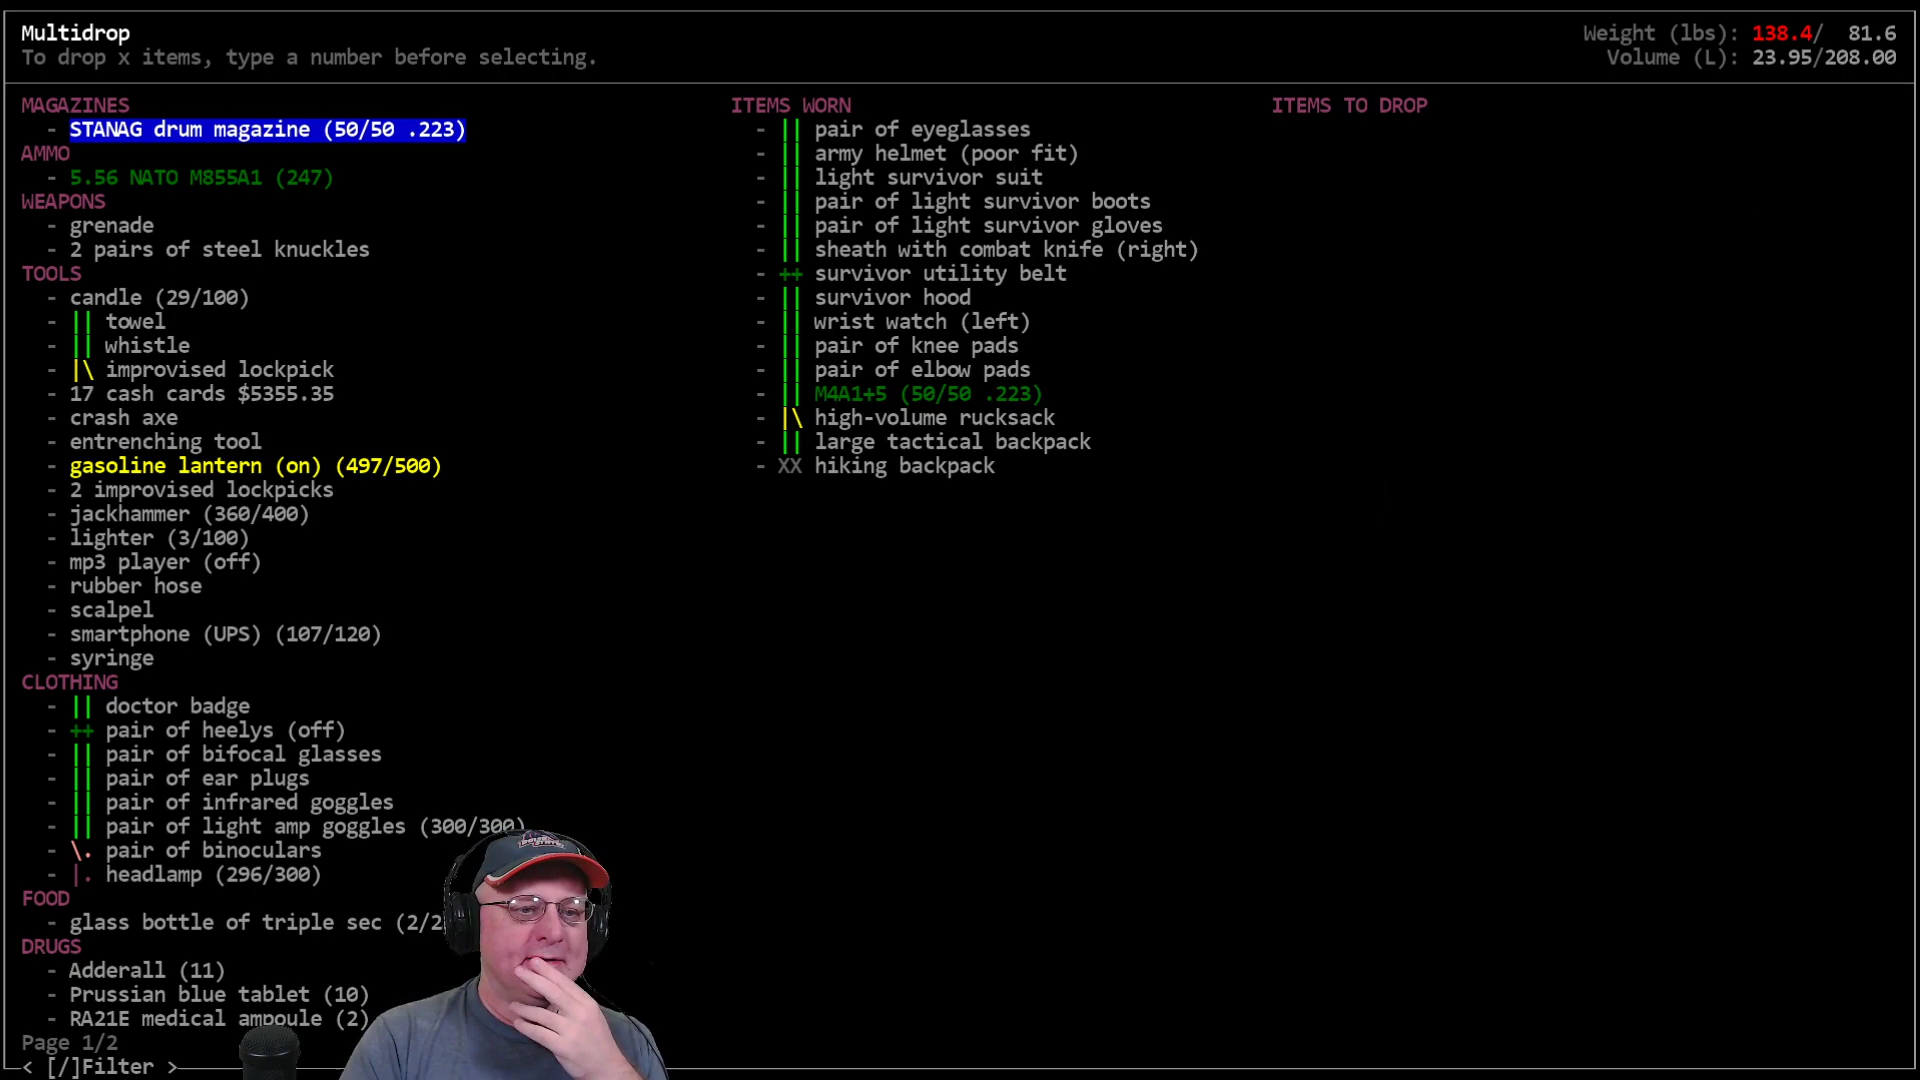 Multidrop
To drop x items, type a number before selecting.
Weight (lbs): 138.4/ 81.6
Volume (L): 23.95/208.00
MAGAZINES
- STANAG drum magazine (50/50 .223)
AMMO
- 5.56 NATO M855A1 (247)
WEAPONS
- grenade
- 2 pairs of steel knuckles
TOOLS
- candle (29/100)
- || towel
- || whistle
- |\ improvised lockpick
- 17 cash cards $5355.35
- crash axe
- entrenching tool
- gasoline lantern (on) (497/500)
- 2 improvised lockpicks
- jackhammer (360/400)
- lighter (3/100)
- mp3 player (off)
- rubber hose
- scalpel
- smartphone (UPS) (107/120)
- syringe
CLOTHING
- || doctor badge
- ++ pair of heelys (off)
- || pair of bifocal glasses
- || pair of ear plugs
- || pair of infrared goggles
- || pair of light amp goggles (300/300)
- \. pair of binoculars
- |. headlamp (296/300)
FOOD
- glass bottle of triple sec (2/2
DRUGS
- Adderall (11)
- Prussian blue tablet (10)
- RA21E medical ampoule (2)
Page 1/2
< [/]Filter >
ITEMS WORN
- || pair of eyeglasses
- || army helmet (poor fit)
- || light survivor suit
- || pair of light survivor boots
- || pair of light survivor gloves
- || sheath with combat knife (right)
- ++ survivor utility belt
- || survivor hood
- || wrist watch (left)
- || pair of knee pads
- || pair of elbow pads
- || M4A1+5 (50/50 .223)
- |\ high-volume rucksack
- || large tactical backpack
- XX hiking backpack
ITEMS TO DROP